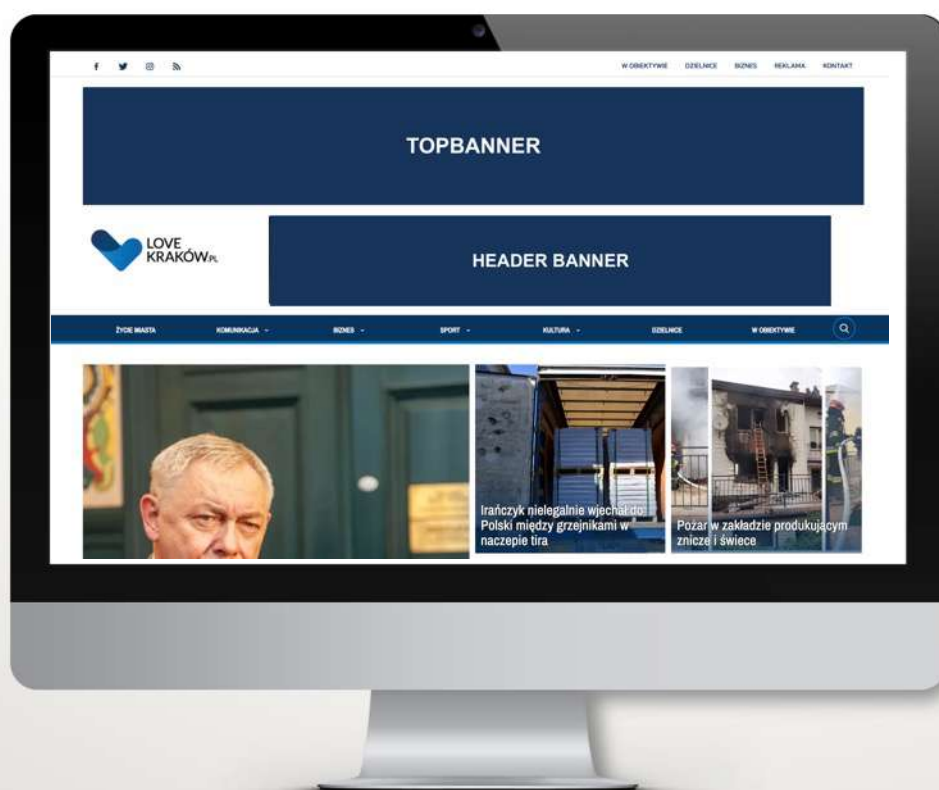 W OBIEKTYWIE DZIELNICE BIZNES REKLAMA KONTAKT
TOPBANNER
LOVE
KRAKÓW.PL
HEADER BANNER
ŻYCIE MIASTA KOMUNIKACJA BIZNES SPORT KULTURA DZIELNICE W OBIEKTYWIE
Irańczyk nielegalnie wjechał do
Polski między grzejnikami w
naczepie tira
Pożar w zakładzie produkującym
znicze i świece